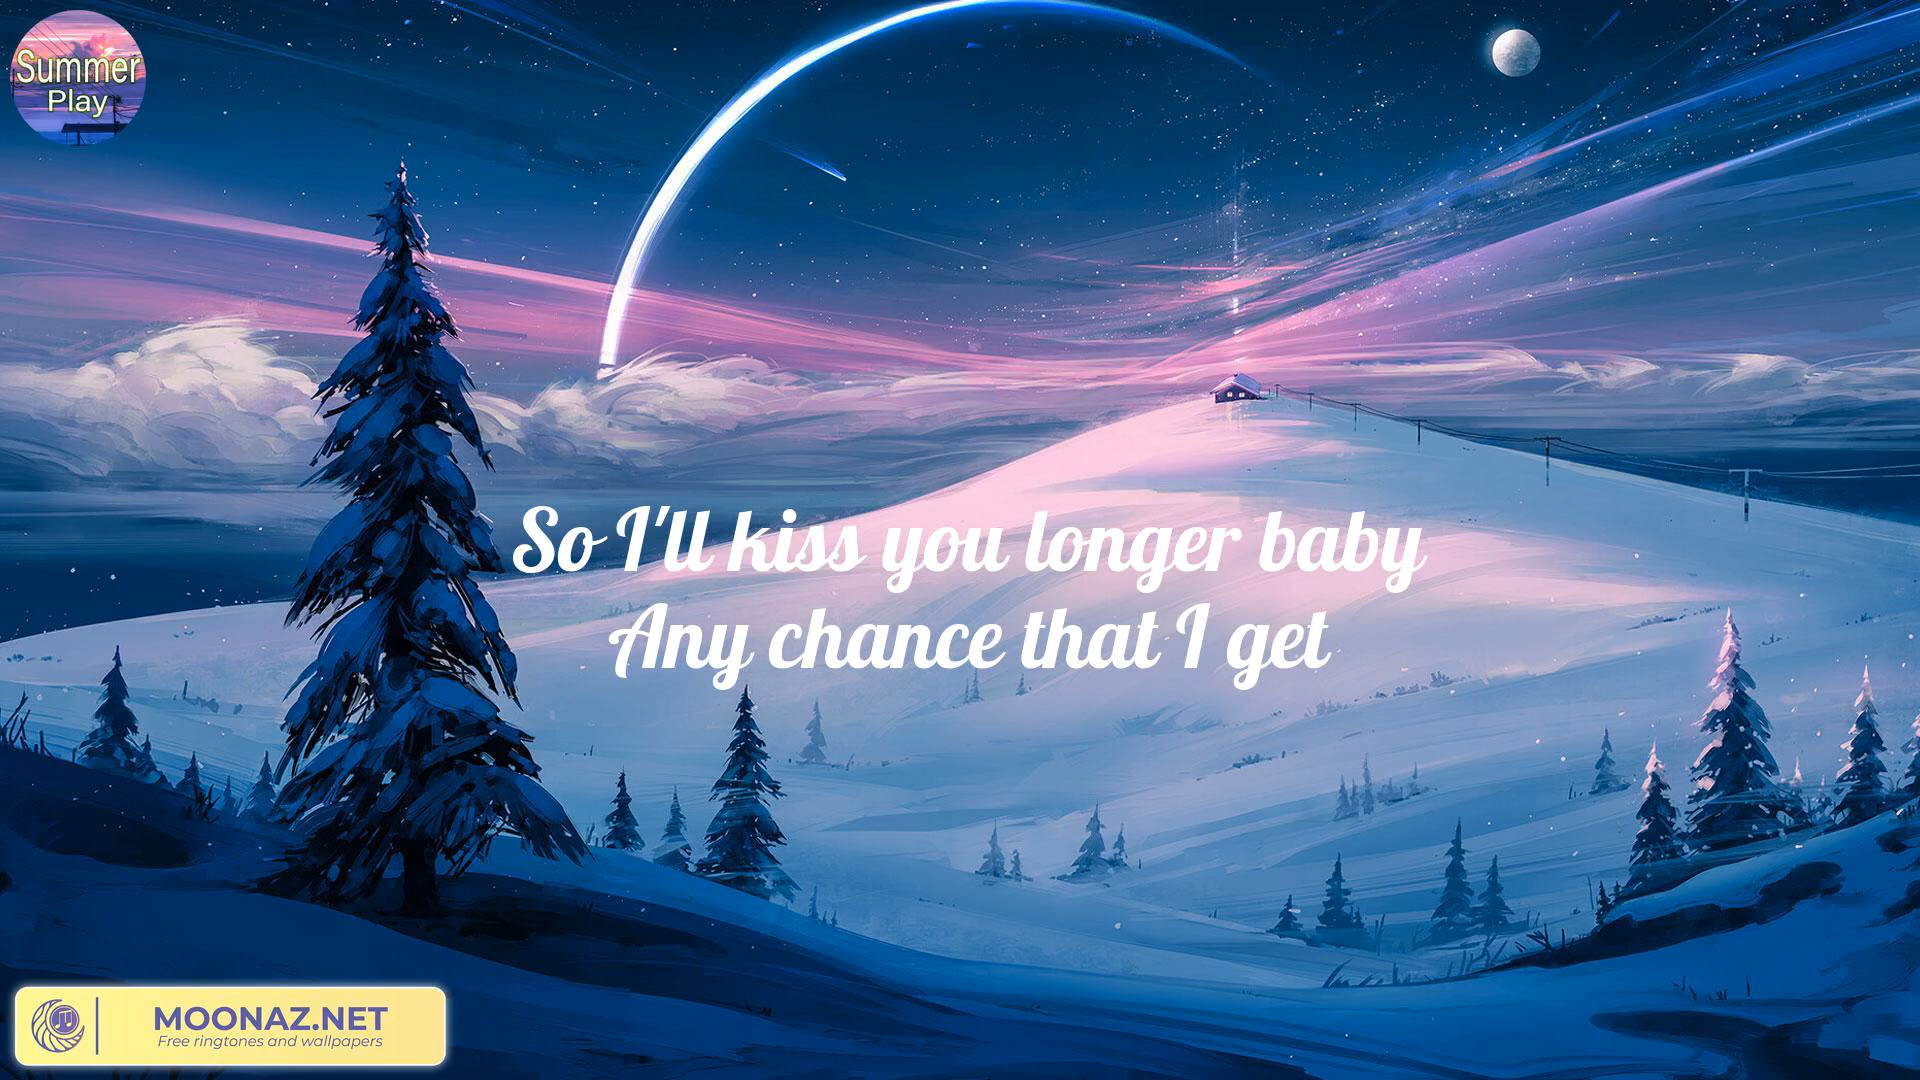 Summer
Play
So I'll kiss you longer baby
Any chance that I get
MOONAZ.NET
Free ringtones and wallpapers